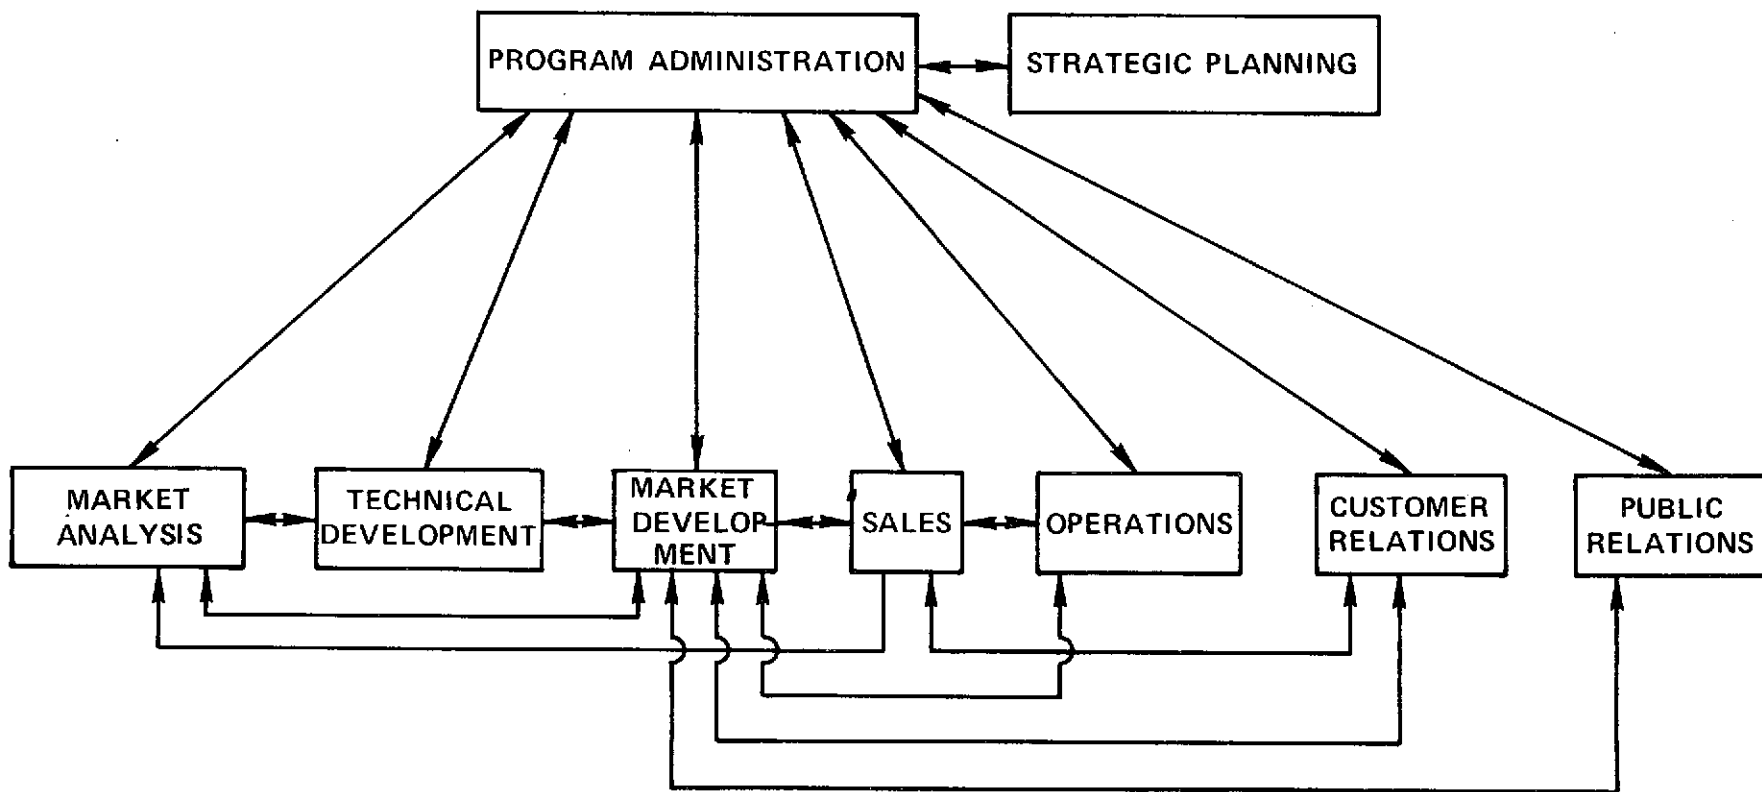 PROGRAM ADMINISTRATION
STRATEGIC PLANNING
MARKET
ANALYSIS
TECHNICAL
DEVELOPMENT
MARKET
DEVELOP-
MENT
SALES
OPERATIONS
CUSTOMER
RELATIONS
PUBLIC
RELATIONS